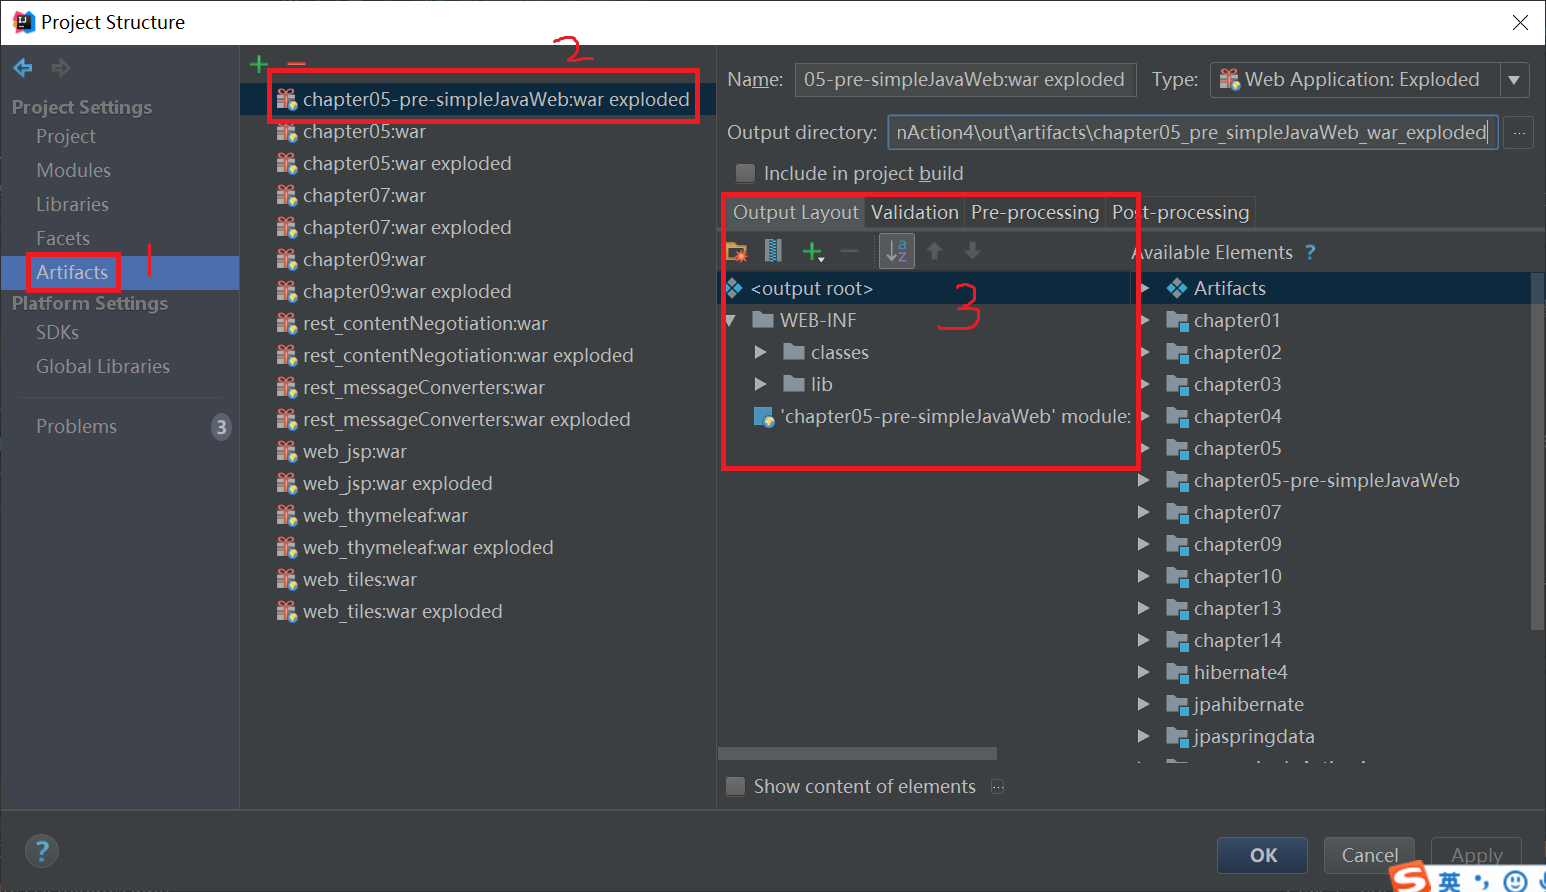 Project Structure
2
Project Settings
Project
Modules
Libraries
Facets
Artifacts
1
Platform Settings
SDKs
Global Libraries
Problems
3
chapter05-pre-simpleJavaWeb:war exploded
chapter05:war
chapter05:war exploded
chapter07:war
chapter07:war exploded
chapter09:war
chapter09:war exploded
rest_contentNegotiation:war
rest_contentNegotiation:war exploded
rest_messageConverters:war
rest_messageConverters:war exploded
web_jsp:war
web_jsp:war exploded
web_thymeleaf:war
web_thymeleaf:war exploded
web_tiles:war
web_tiles:war exploded
Name: 05-pre-simpleJavaWeb:war exploded Type: Web Application: Exploded
Output directory: nAction4\out\artifacts\chapter05_pre_simpleJavaWeb_war_exploded ...
Include in project build
Output Layout Validation Pre-processing Post-processing
<output root>
3
WEB-INF
classes
lib
'chapter05-pre-simpleJavaWeb' module:
Available Elements ?
Artifacts
chapter01
chapter02
chapter03
chapter04
chapter05
chapter05-pre-simpleJavaWeb
chapter07
chapter09
chapter10
chapter13
chapter14
hibernate4
jpahibernate
jpaspringdata
Show content of elements ...
? OK Cancel Apply
S 英